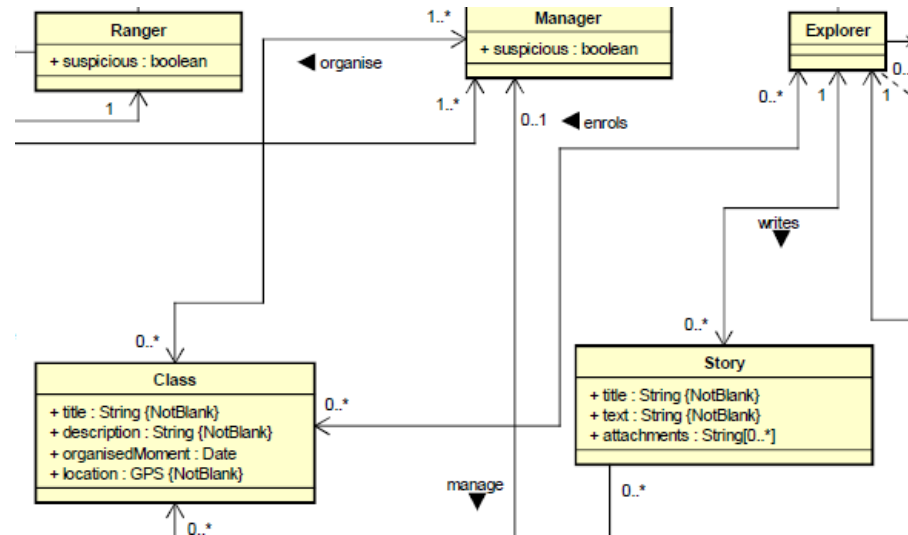 Ranger
+ suspicious : boolean
1
1..*
Manager
+ suspicious : boolean
◀ organise
1..*
0..1
◀ enrols
Explorer
0..*
1
1
0..
writes
▼
0..*
0..*
Class
+ title : String {NotBlank}
+ description : String {NotBlank}
+ organisedMoment : Date
+ location : GPS {NotBlank}
0..*
0..*
manage
▼
Story
+ title : String {NotBlank}
+ text : String {NotBlank}
+ attachments : String[0..*]
0..*